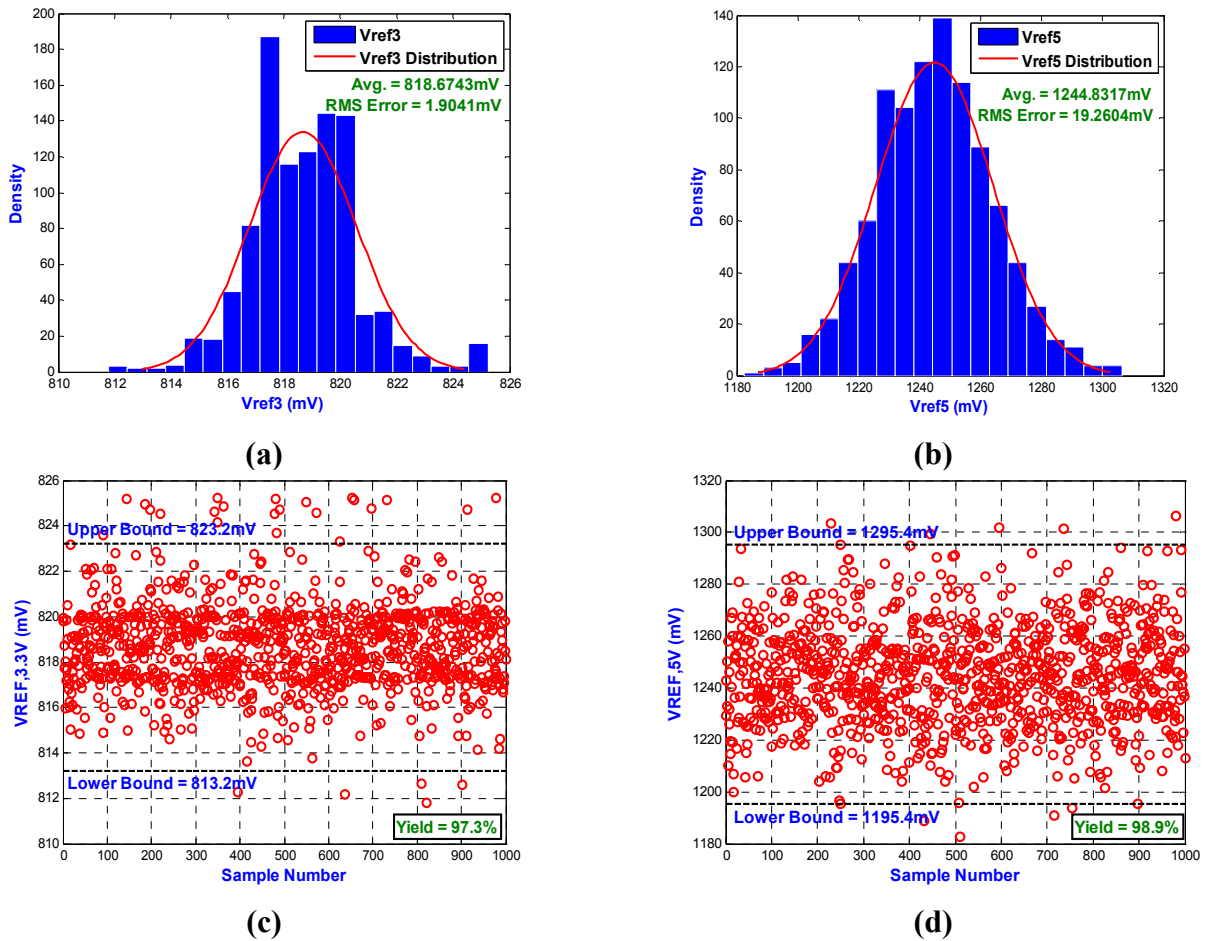 200
180
160
140
120
100
80
60
40
20
0
Density
810 812 814 816 818 820 822 824 826
Vref3 (mV)
Vref3
Vref3 Distribution
Avg. = 818.6743mV
RMS Error = 1.9041mV
(a)
140
120
100
80
60
40
20
0
Density
1180 1200 1220 1240 1260 1280 1300 1320
Vref5 (mV)
Vref5
Vref5 Distribution
Avg. = 1244.8317mV
RMS Error = 19.2604mV
(b)
826
824
822
820
818
816
814
812
810
VREF,3.3V (mV)
Upper Bound = 823.2mV
Lower Bound = 813.2mV
Yield = 97.3%
0 100 200 300 400 500 600 700 800 900 1000
Sample Number
(c)
1320
1300
1280
1260
1240
1220
1200
1180
VREF,5V (mV)
Upper Bound = 1295.4mV
Lower Bound = 1195.4mV
Yield = 98.9%
0 100 200 300 400 500 600 700 800 900 1000
Sample Number
(d)